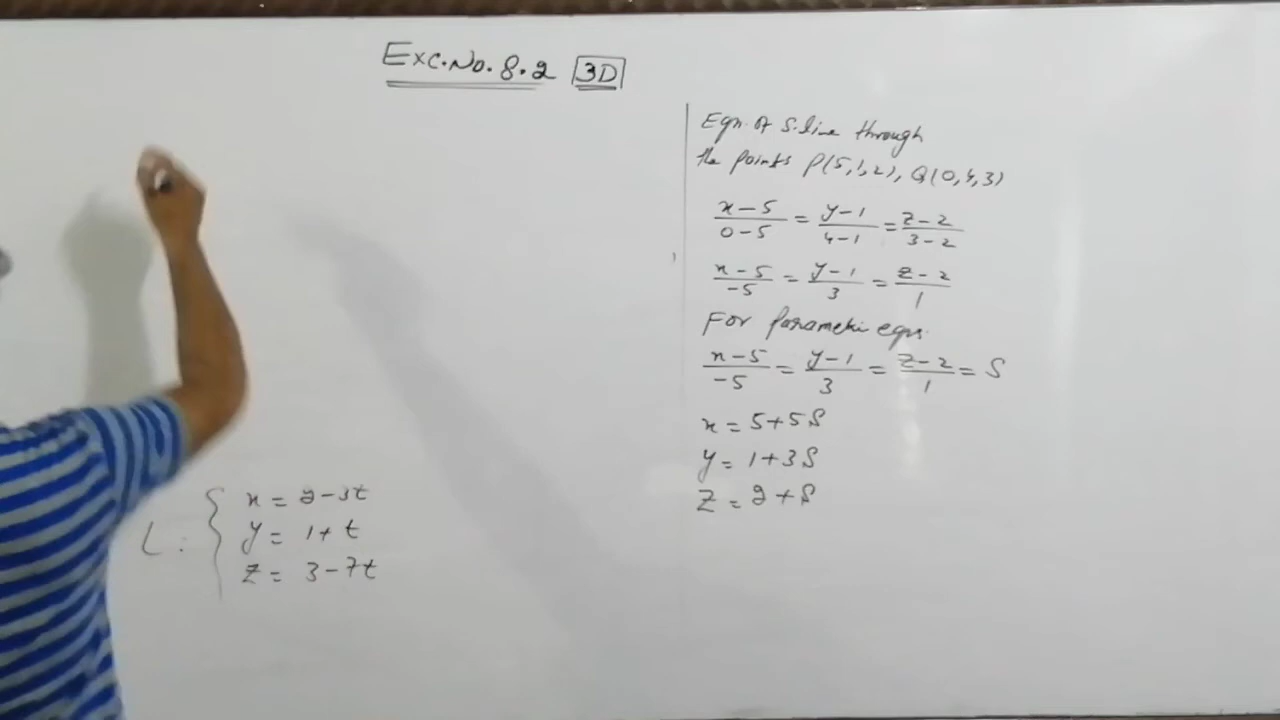 Exc.No. 8.2 3D
Eqn. of S.line through
the points P(5,1,2), Q(0,4,3)
x-5/0-5 = y-1/4-1 = z-2/3-2
x-5/-5 = y-1/3 = z-2/1
For parametric eqns.
x-5/-5 = y-1/3 = z-2/1 = S
x = 5+5S
y = 1+3S
z = 2+S
L: { x = 2-3t
y = 1+t
z = 3-7t